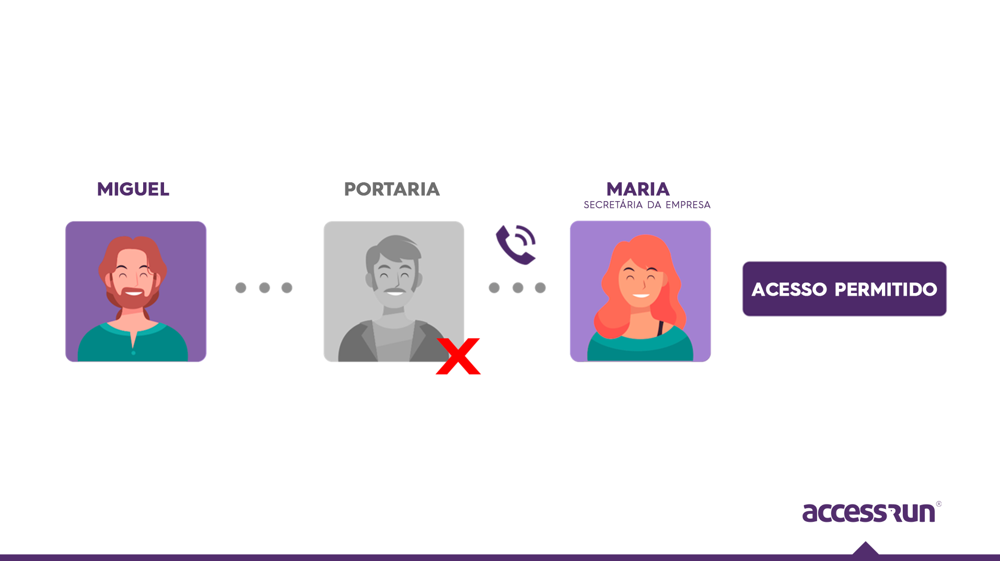 MIGUEL
PORTARIA
MARIA
SECRETÁRIA DA EMPRESA
ACESSO PERMITIDO
accessrun®